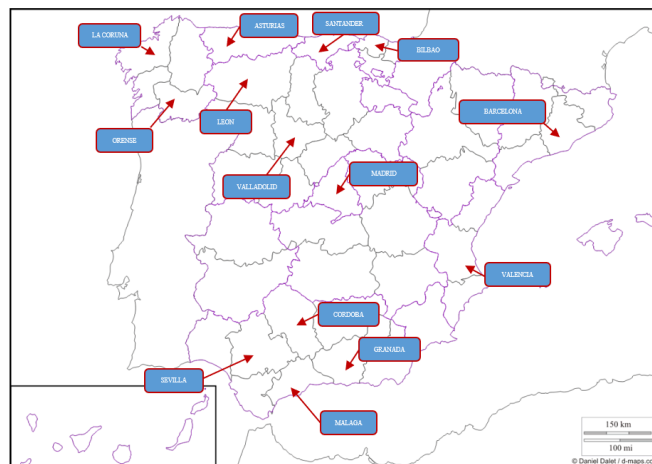 LA CORUNA
ASTURIAS
SANTANDER
BILBAO
BARCELONA
ORENSE
LEON
VALLADOLID
MADRID
VALENCIA
CORDOBA
GRANADA
SEVILLA
MALAGA
150 km
100 mi
© Daniel Dalet / d-maps.co